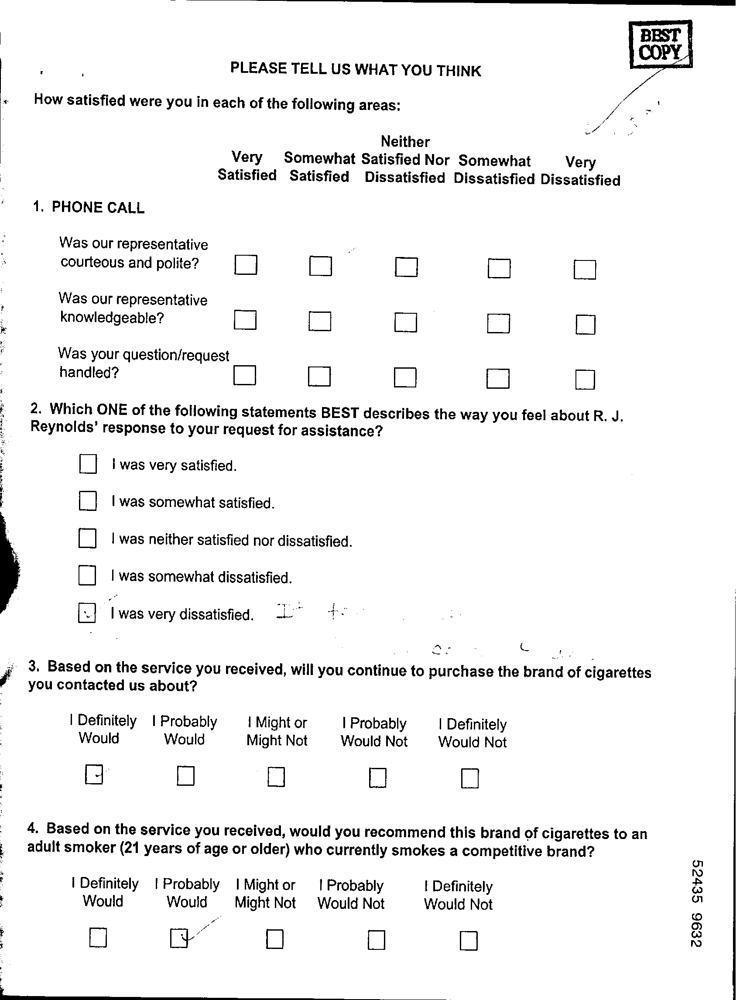 BEST
COPY
PLEASE TELL US WHAT YOU THINK
How satisfied were you in each of the following areas:
Neither
Very Somewhat Satisfied Nor Somewhat Very
Satisfied Satisfied Dissatisfied Dissatisfied Dissatisfied
1. PHONE CALL
Was our representative
courteous and polite?
Was our representative
knowledgeable?
Was your question/request
handled?
2. Which ONE of the following statements BEST describes the way you feel about R. J.
Reynolds' response to your request for assistance?
I was very satisfied.
I was somewhat satisfied.
I was neither satisfied nor dissatisfied.
I was somewhat dissatisfied.
I was very dissatisfied. It
3. Based on the service you received, will you continue to purchase the brand of cigarettes
you contacted us about?
I Definitely I Probably I Might or I Probably I Definitely
Would Would Might Not Would Not Would Not
4. Based on the service you received, would you recommend this brand of cigarettes to an
adult smoker (21 years of age or older) who currently smokes a competitive brand?
I Definitely I Probably I Might or I Probably I Definitely
Would Would Might Not Would Not Would Not
52435 9632